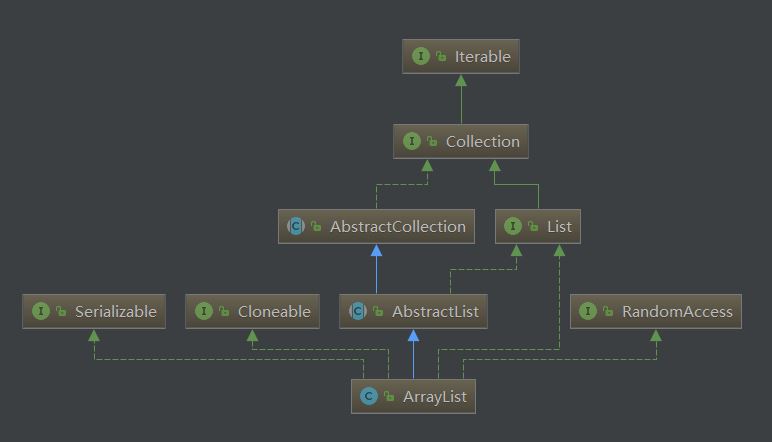 I Iterable
I Collection
C AbstractCollection
I List
I Serializable
I Cloneable
C AbstractList
I RandomAccess
C ArrayList